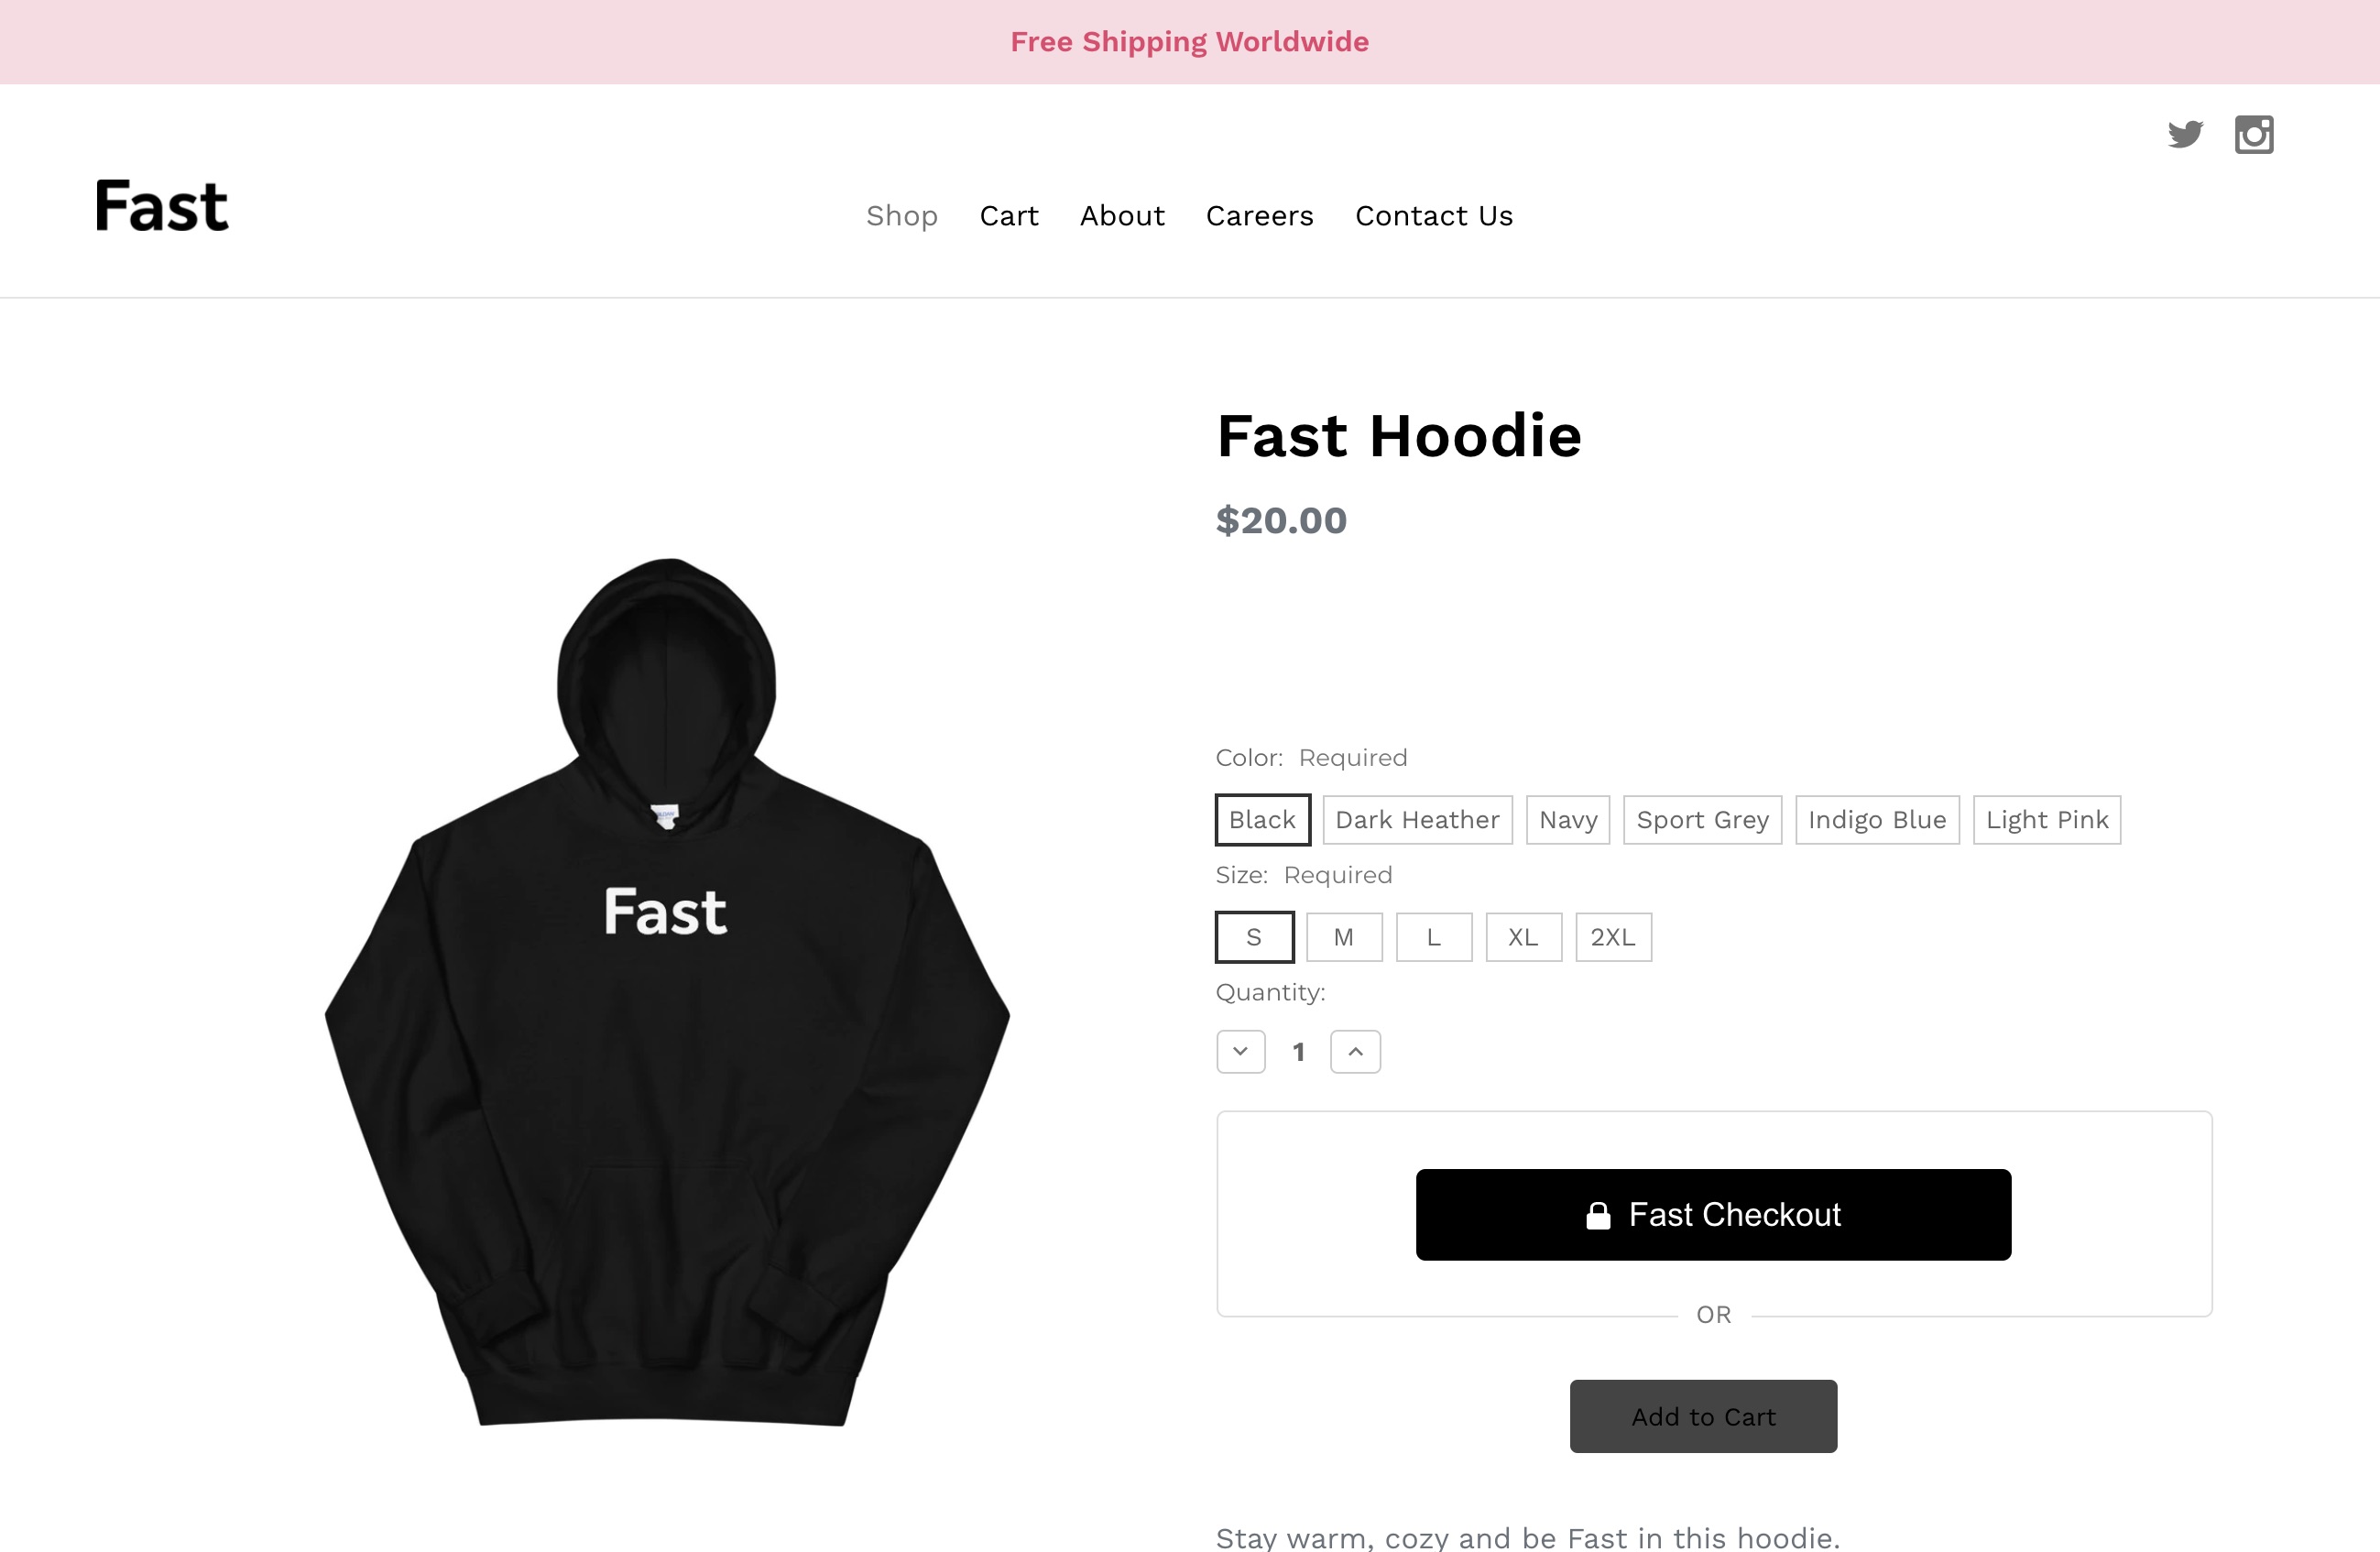 Free Shipping Worldwide
Fast
Shop Cart About Careers Contact Us
Fast Hoodie
$20.00
Fast
Color: Required
Black Dark Heather Navy Sport Grey Indigo Blue Light Pink
Size: Required
S M L XL 2XL
Quantity:
1
Fast Checkout
OR
Add to Cart
Stay warm, cozy and be Fast in this hoodie.